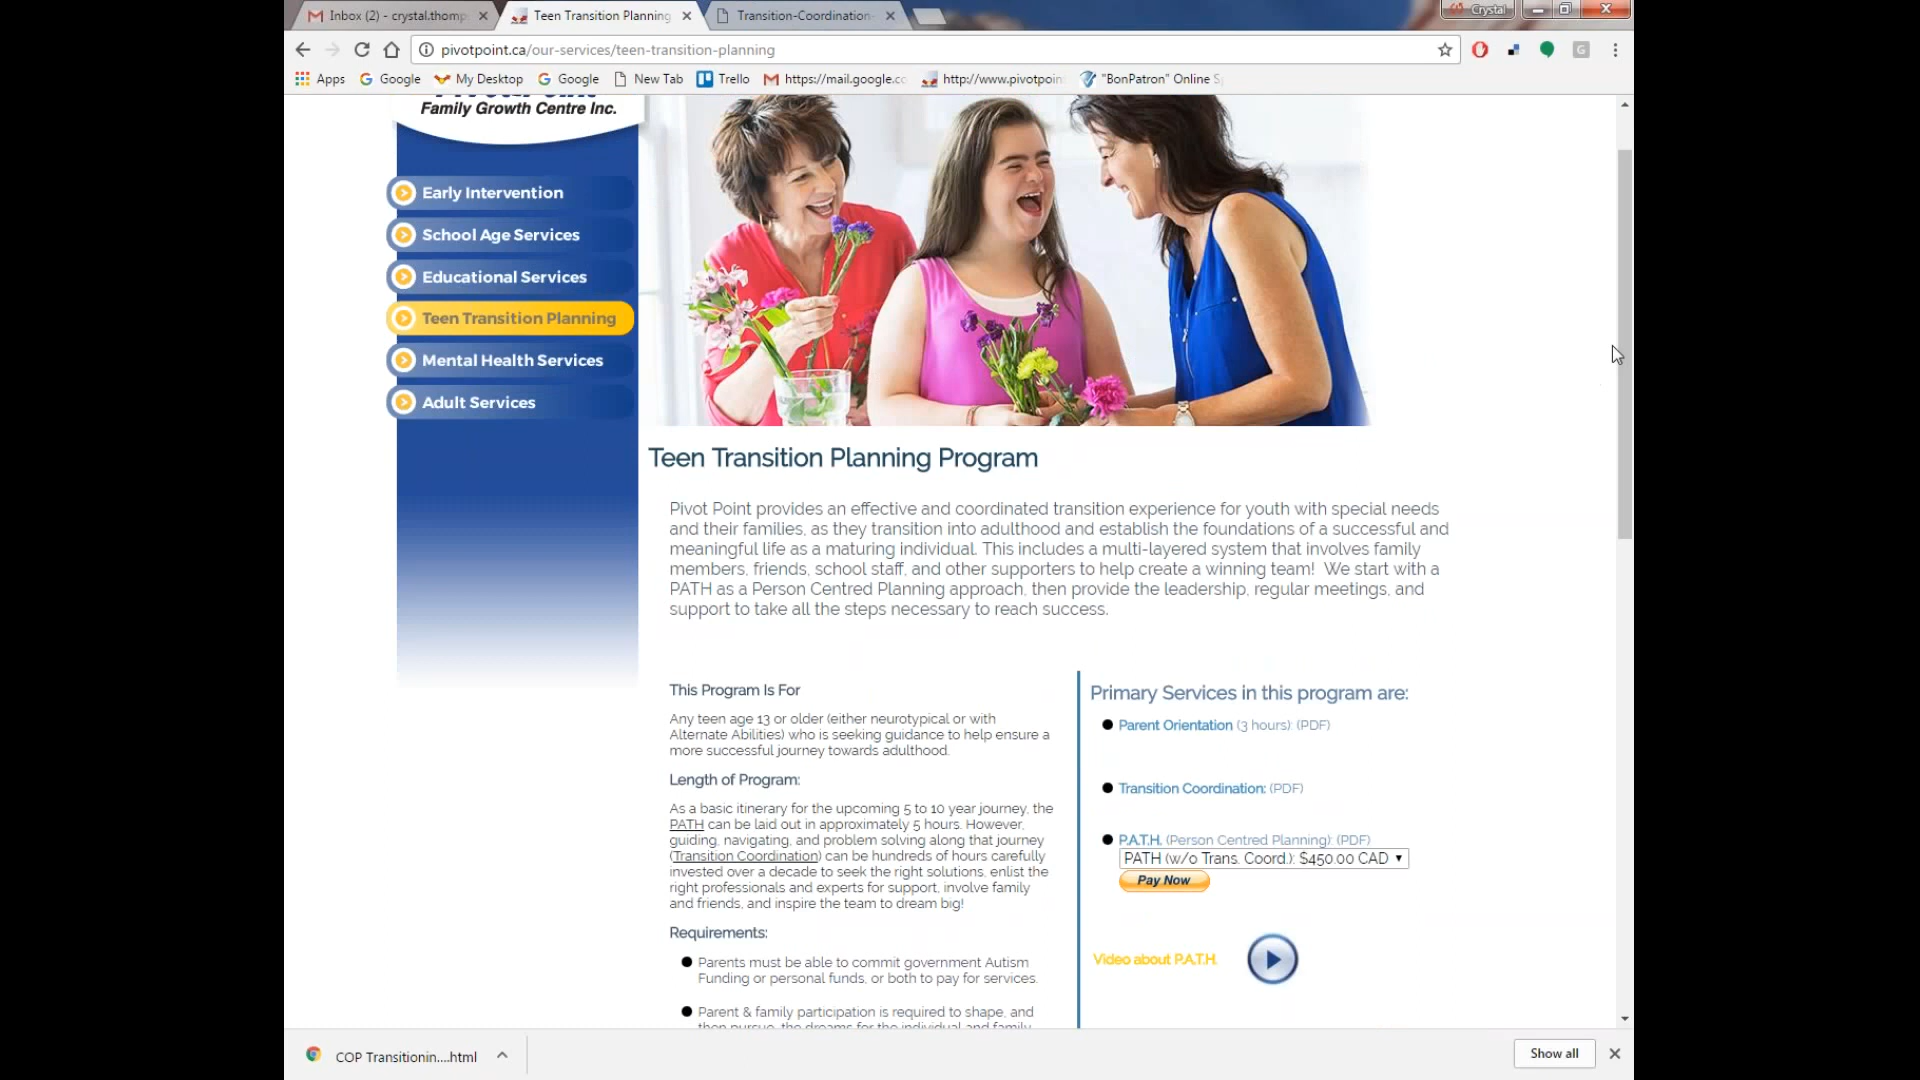 Inbox (2) - crystal.thomp
Teen Transition Planning
Transition-Coordination-
Crystal
pivotpoint.ca/our-services/teen-transition-planning
Apps
Google
My Desktop
Google
New Tab
Trello
https://mail.google.co
http://www.pivotpoin
"BonPatron" Online S
Family Growth Centre Inc.
Early Intervention
School Age Services
Educational Services
Teen Transition Planning
Mental Health Services
Adult Services
Teen Transition Planning Program
Pivot Point provides an effective and coordinated transition experience for youth with special needs
and their families, as they transition into adulthood and establish the foundations of a successful and
meaningful life as a maturing individual. This includes a multi-layered system that involves family
members, friends, school staff, and other supporters to help create a winning team! We start with a
PATH as a Person Centred Planning approach, then provide the leadership, regular meetings, and
support to take all the steps necessary to reach success.
This Program Is For
Any teen age 13 or older (either neurotypical or with
Alternate Abilities) who is seeking guidance to help ensure a
more successful journey towards adulthood.
Length of Program:
As a basic itinerary for the upcoming 5 to 10 year journey, the
PATH can be laid out in approximately 5 hours. However,
guiding, navigating, and problem solving along that journey
(Transition Coordination) can be hundreds of hours carefully
invested over a decade to seek the right solutions, enlist the
right professionals and experts for support, involve family
and friends, and inspire the team to dream big!
Requirements:
Parents must be able to commit government Autism
Funding or personal funds, or both to pay for services.
Parent & family participation is required to shape, and
then pursue, the dreams for the individual and family.
Primary Services in this program are:
Parent Orientation (3 hours): (PDF)
Transition Coordination: (PDF)
P.A.T.H. (Person Centred Planning): (PDF)
PATH (w/o Trans. Coord.): $450.00 CAD
Pay Now
Video about P.A.T.H.
COP Transitionin....html
Show all